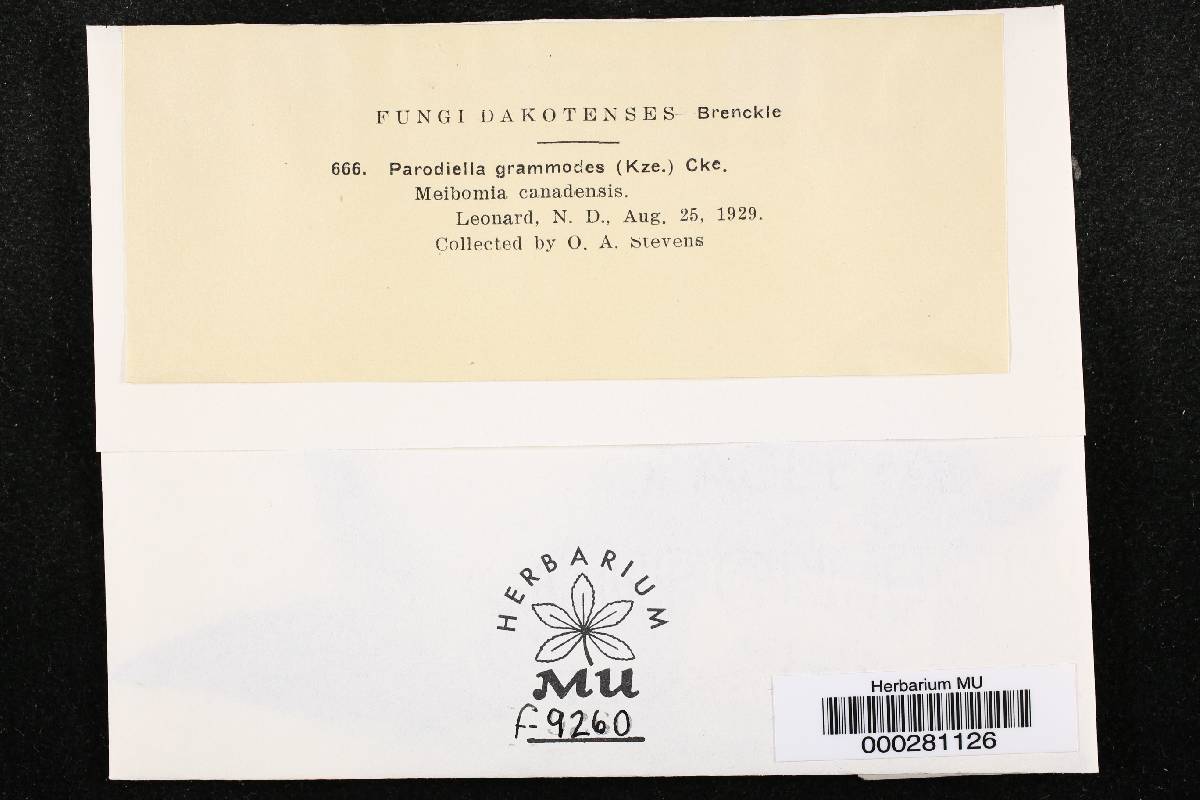 FUNGI DAKOTENSES Brenckle
666. Parodiella grammodes (Kze.) Cke.
Meibomia canadensis.
Leonard, N. D., Aug. 25, 1929.
Collected by O. A. Stevens
HERBARIUM
MU
f-9260
Herbarium MU
000281126